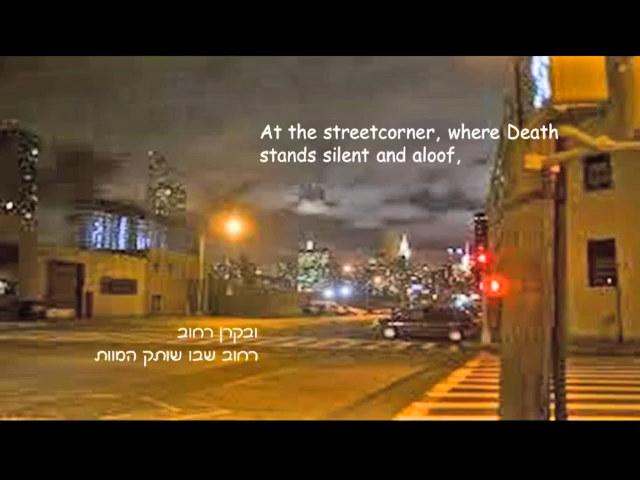 At the streetcorner, where Death
stands silent and aloof,
ובקרן רחוב
רחוב שבו שותק המוות